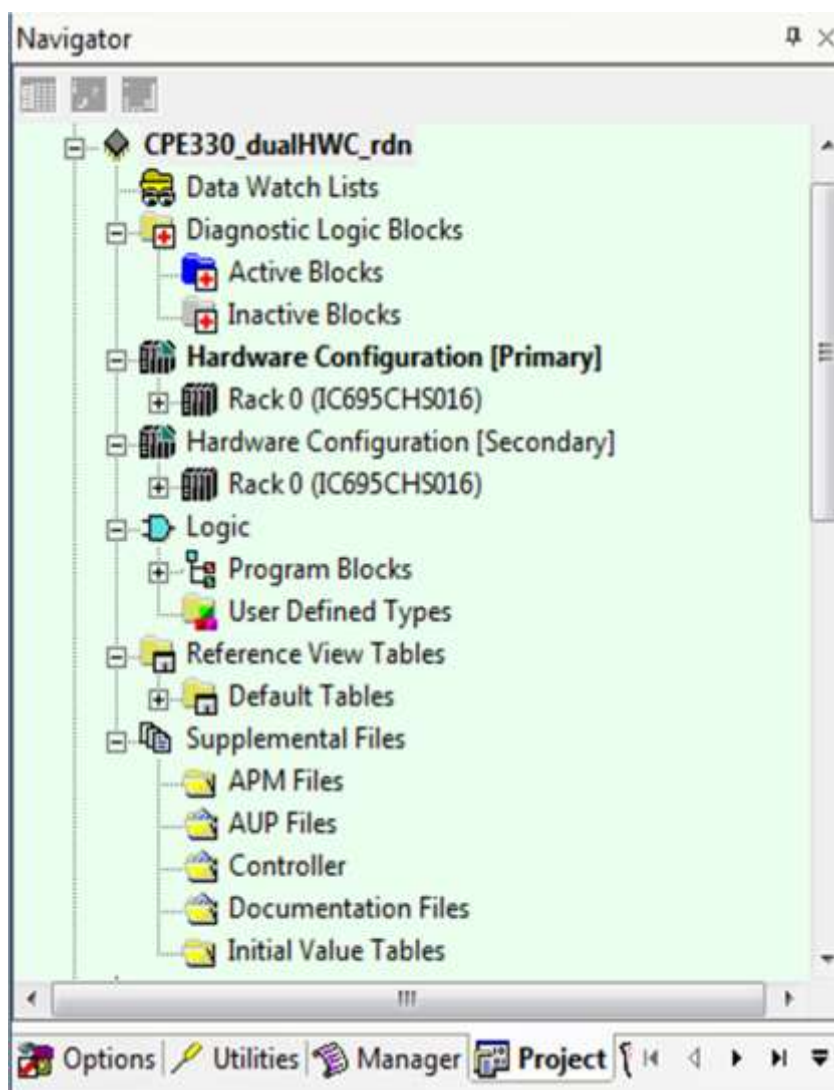 Navigator
CPE330_dualHWC_rdn
Data Watch Lists
Diagnostic Logic Blocks
Active Blocks
Inactive Blocks
Hardware Configuration [Primary]
Rack 0 (IC695CHS016)
Hardware Configuration [Secondary]
Rack 0 (IC695CHS016)
Logic
Program Blocks
User Defined Types
Reference View Tables
Default Tables
Supplemental Files
APM Files
AUP Files
Controller
Documentation Files
Initial Value Tables
Options Utilities Manager Project